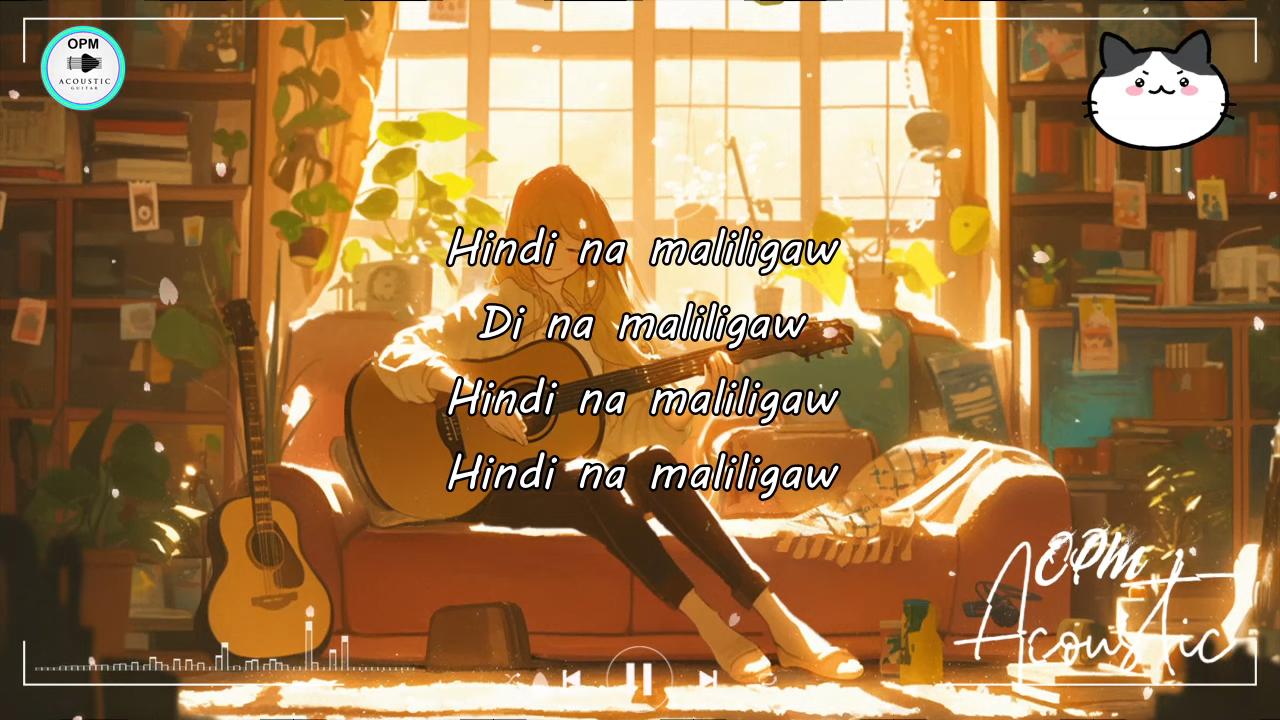 OPM
ACOUSTIC
GUITAR
Hindi na maliligaw
Di na maliligaw
Hindi na maliligaw
Hindi na maliligaw
OPM
Acoustic